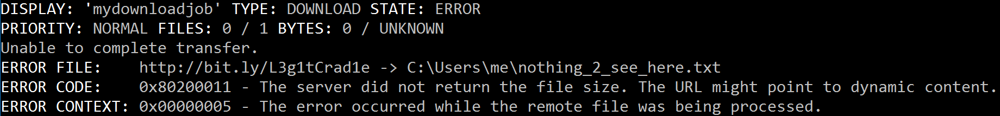 DISPLAY: 'mydownloadjob' TYPE: DOWNLOAD STATE: ERROR
PRIORITY: NORMAL FILES: 0 / 1 BYTES: 0 / UNKNOWN
Unable to complete transfer.
ERROR FILE:    http://bit.ly/L3g1tCrad1e -> C:\Users\me\nothing_2_see_here.txt
ERROR CODE:    0x80200011 - The server did not return the file size. The URL might point to dynamic content.
ERROR CONTEXT: 0x00000005 - The error occurred while the remote file was being processed.